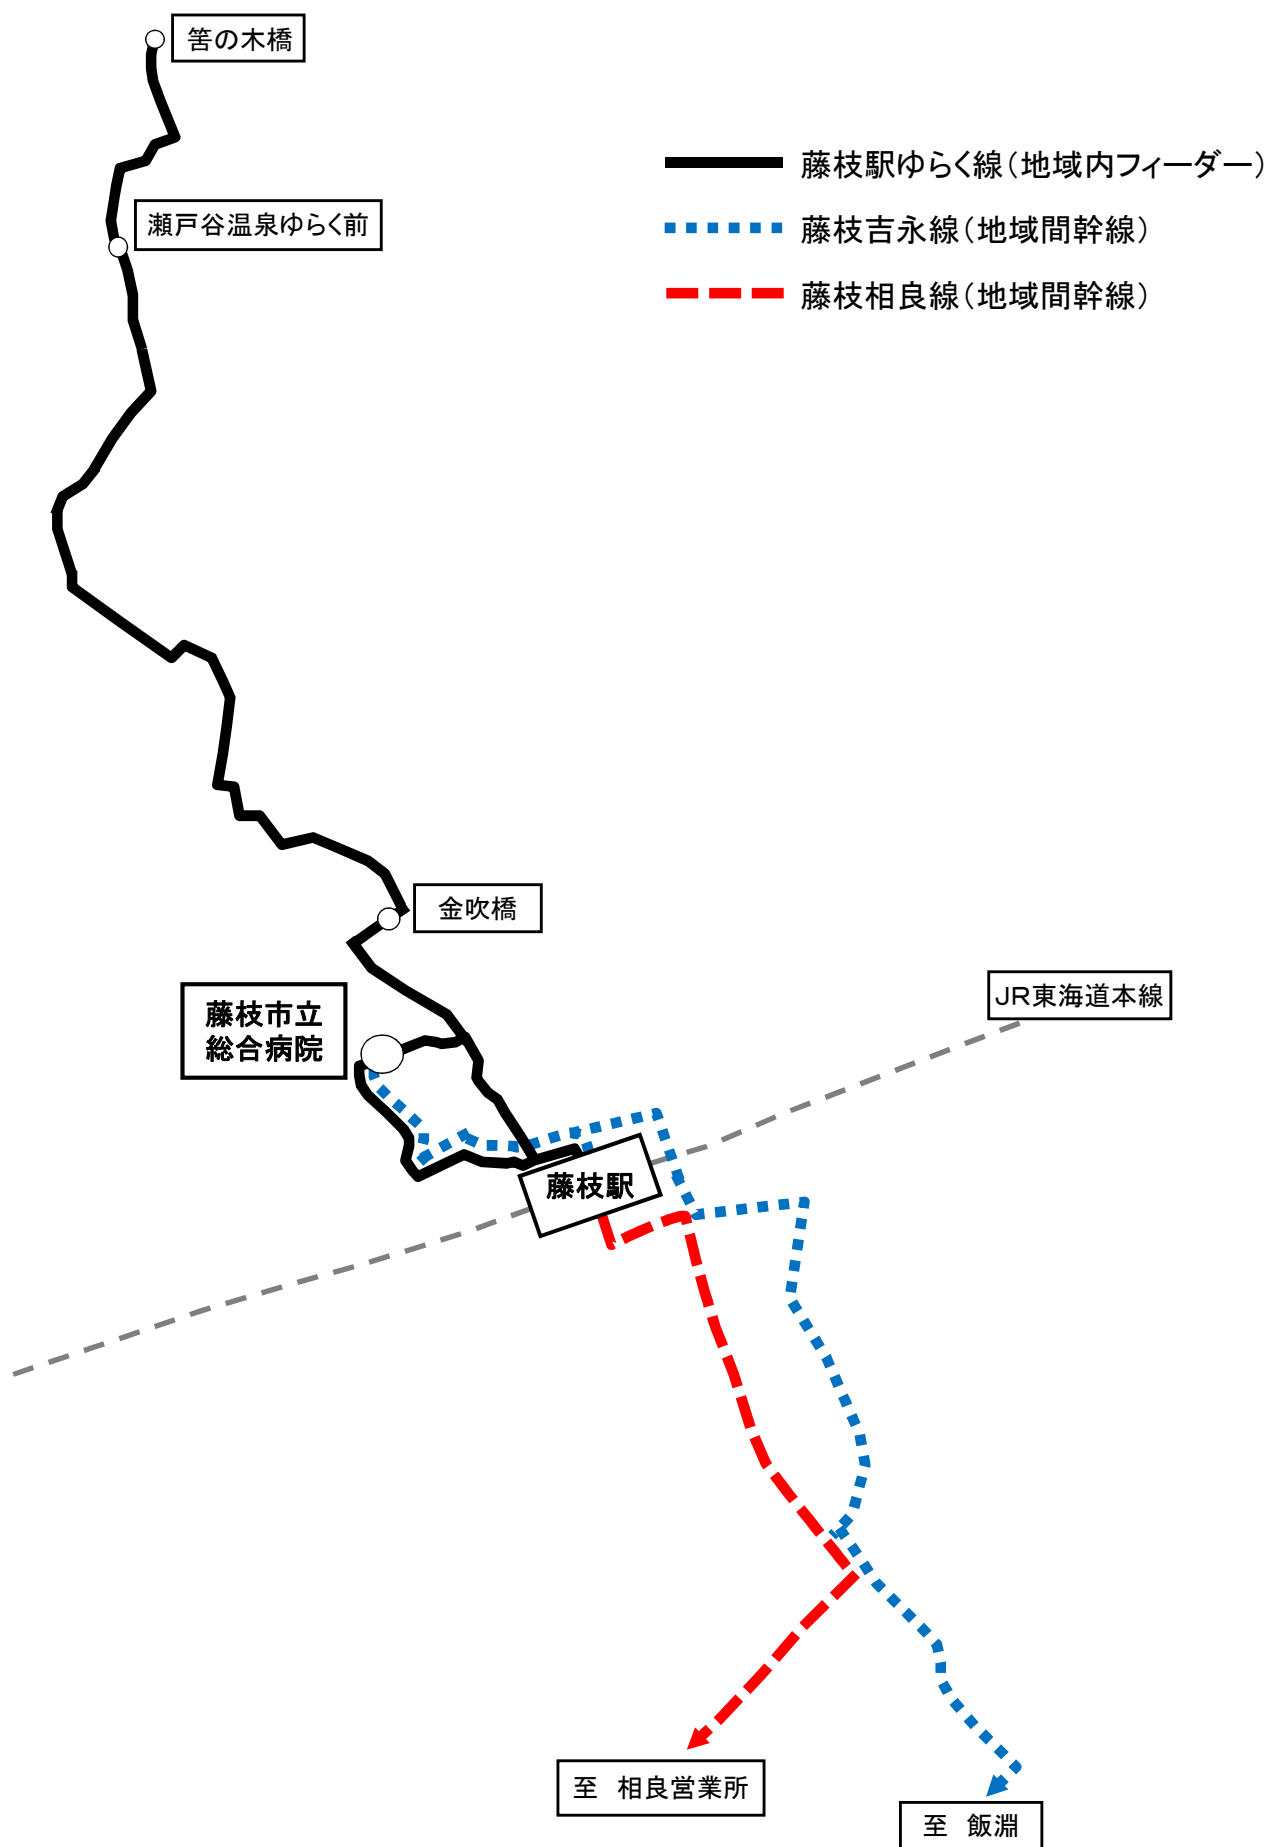 筈の木橋
藤枝駅ゆらく線（地域内フィーダー）
瀬戸谷温泉ゆらく前
藤枝吉永線（地域間幹線）
藤枝相良線（地域間幹線）
金吹橋
ＪＲ東海道本線
藤枝市立
総合病院
藤枝駅
至　相良営業所
至　飯淵